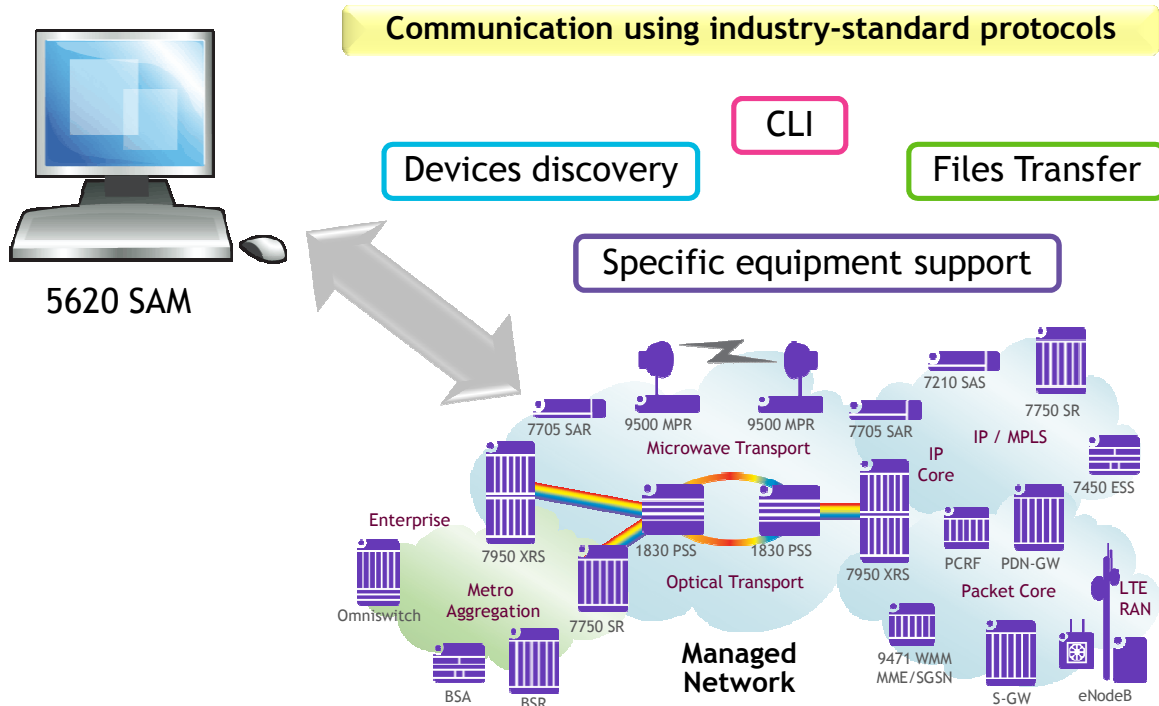 Communication using industry-standard protocols
CLI
Devices discovery
Files Transfer
Specific equipment support
5620 SAM
7210 SAS
7750 SR
7705 SAR
9500 MPR
9500 MPR
7705 SAR
Microwave Transport
IP / MPLS
IP
Core
7450 ESS
Enterprise
7950 XRS
1830 PSS
1830 PSS
7950 XRS
PCRF
PDN-GW
Optical Transport
Metro
Aggregation
Packet Core
LTE
RAN
Omniswitch
7750 SR
BSA
BSR
Managed
Network
9471 WMM
MME/SGSN
S-GW
eNodeB